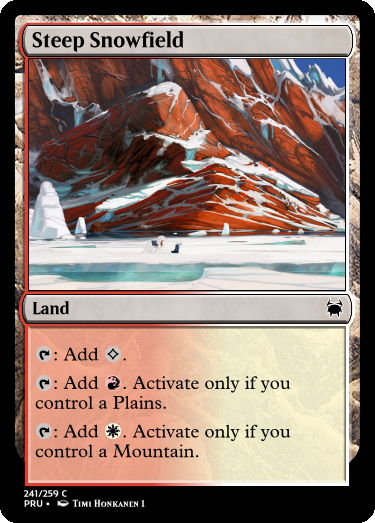 Steep Snowfield
Land
: Add .
: Add . Activate only if you
control a Plains.
: Add . Activate only if you
control a Mountain.
241/259 C
PRU • Timi Honkanen 1